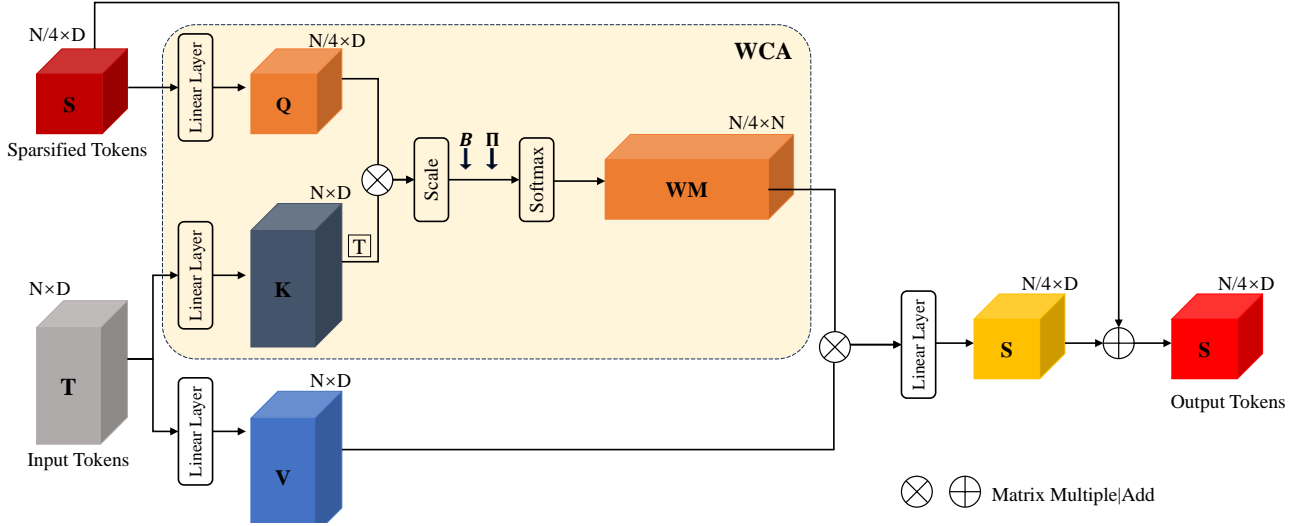 N/4×D
S
Sparsified Tokens
Linear Layer
N/4×D
Q
WCA
N×D
Linear Layer
K
T
Scale
B
Π
Softmax
N/4×N
WM
N×D
T
Input Tokens
Linear Layer
N×D
V
Linear Layer
N/4×D
S
N/4×D
S
Output Tokens
Matrix Multiple|Add